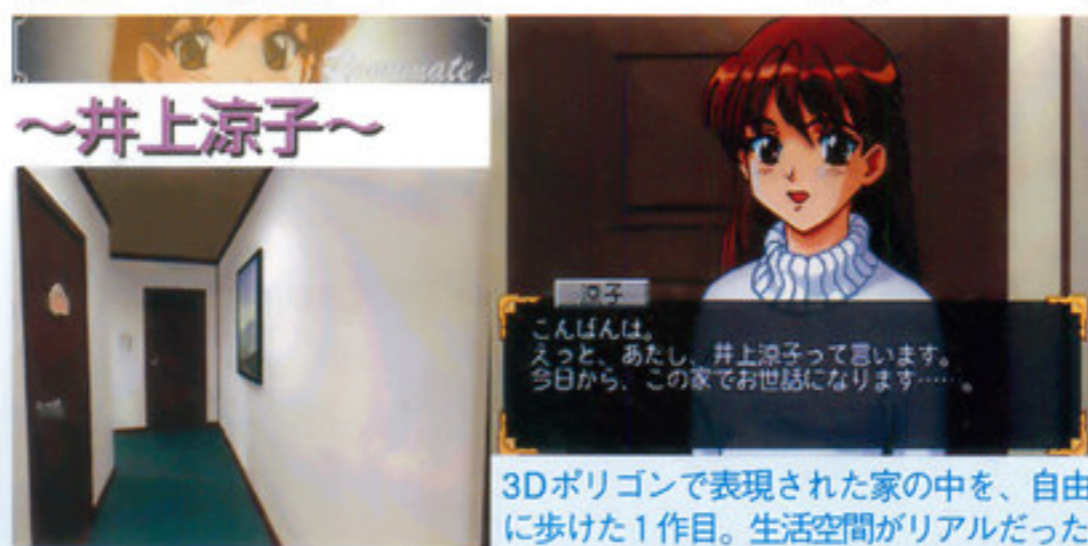 ～井上涼子～
涼子
こんばんは。
えっと、あたし、井上涼子って言います。
今日から、この家でお世話になります……。
3Dポリゴンで表現された家の中を、自由
に歩けた1作目。生活空間がリアルだった